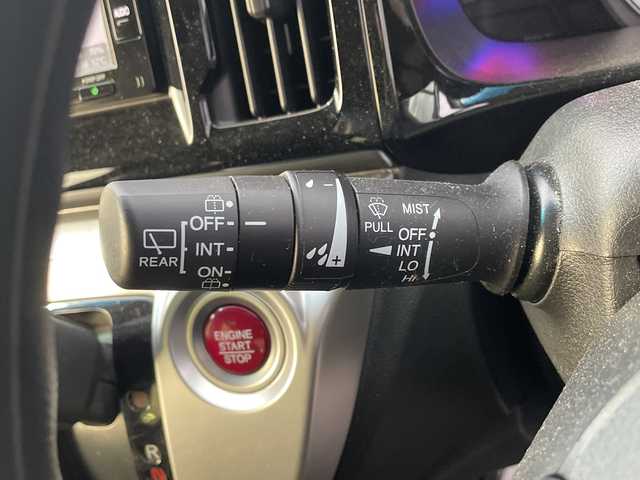 OFF
INT
ON
REAR
- +
PULL
MIST
OFF
INT
LO
HI
ENGINE
START
STOP
R